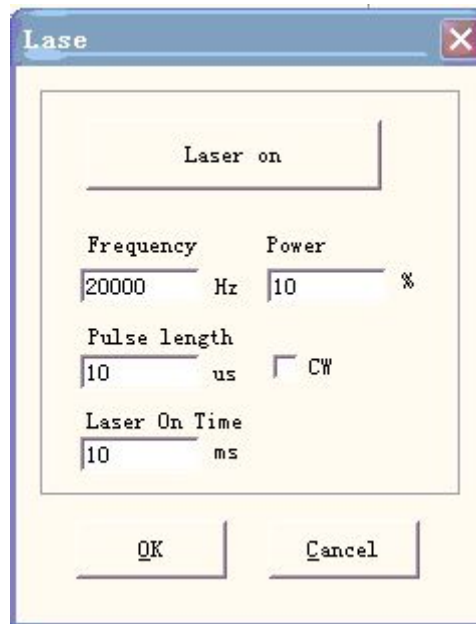 Lase
Laser on
Frequency Power
20000 Hz 10 %
Pulse length
10 us CW
Laser On Time
10 ms
OK Cancel